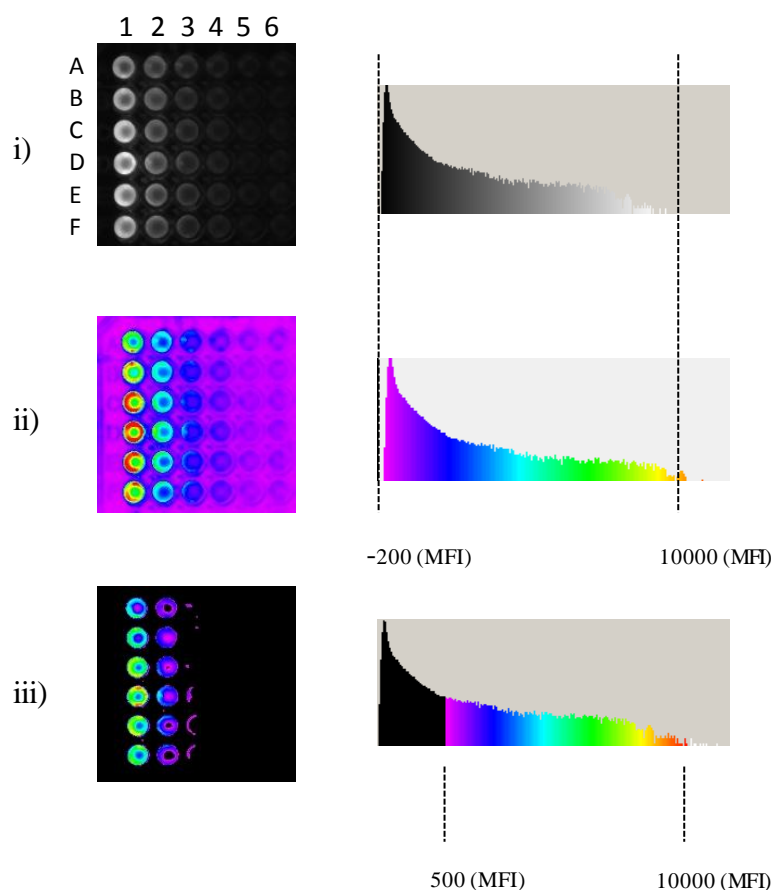 1 2 3 4 5 6
A
B
C
i)
D
E
F
ii)
-200 (MFI) 10000 (MFI)
iii)
500 (MFI) 10000 (MFI)